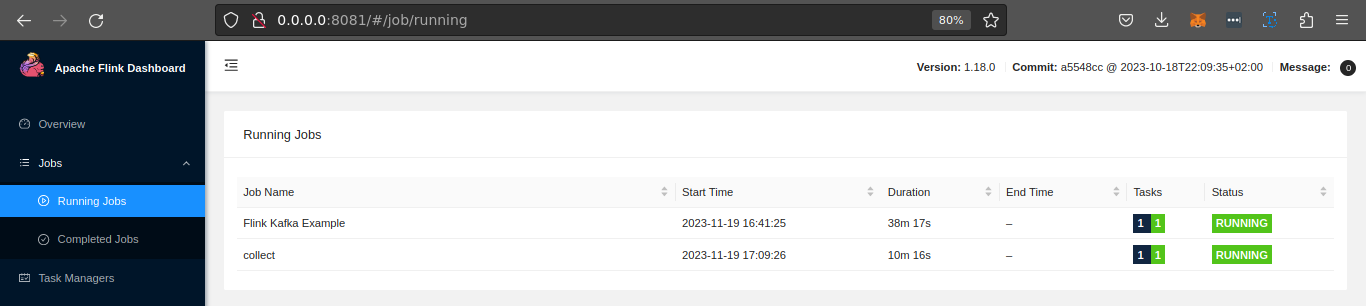 0.0.0.0:8081/#/job/running 80%
Apache Flink Dashboard
Version: 1.18.0 Commit: a5548cc @ 2023-10-18T22:09:35+02:00 Message: 0
Overview
Jobs
Running Jobs
Completed Jobs
Task Managers
Running Jobs
Job Name Start Time Duration End Time Tasks Status
Flink Kafka Example 2023-11-19 16:41:25 38m 17s – 1 1 RUNNING
collect 2023-11-19 17:09:26 10m 16s – 1 1 RUNNING